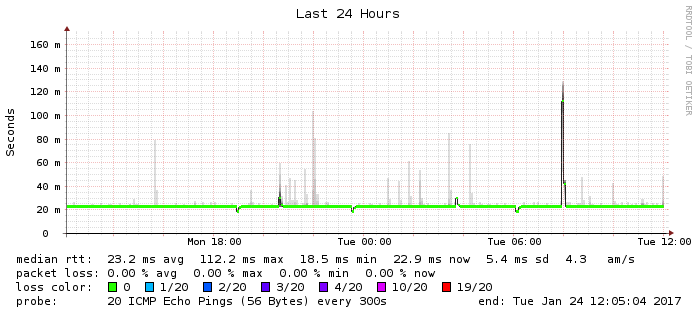 Last 24 Hours
RRDTOOL / TOBI OETIKER
Seconds
160 m
140 m
120 m
100 m
80 m
60 m
40 m
20 m
0
Mon 18:00 Tue 00:00 Tue 06:00 Tue 12:00
median rtt: 23.2 ms avg 112.2 ms max 18.5 ms min 22.9 ms now 5.4 ms sd 4.3 am/s
packet loss: 0.00 % avg 0.00 % max 0.00 % min 0.00 % now
loss color: 0 1/20 2/20 3/20 4/20 10/20 19/20
probe: 20 ICMP Echo Pings (56 Bytes) every 300s end: Tue Jan 24 12:05:04 2017